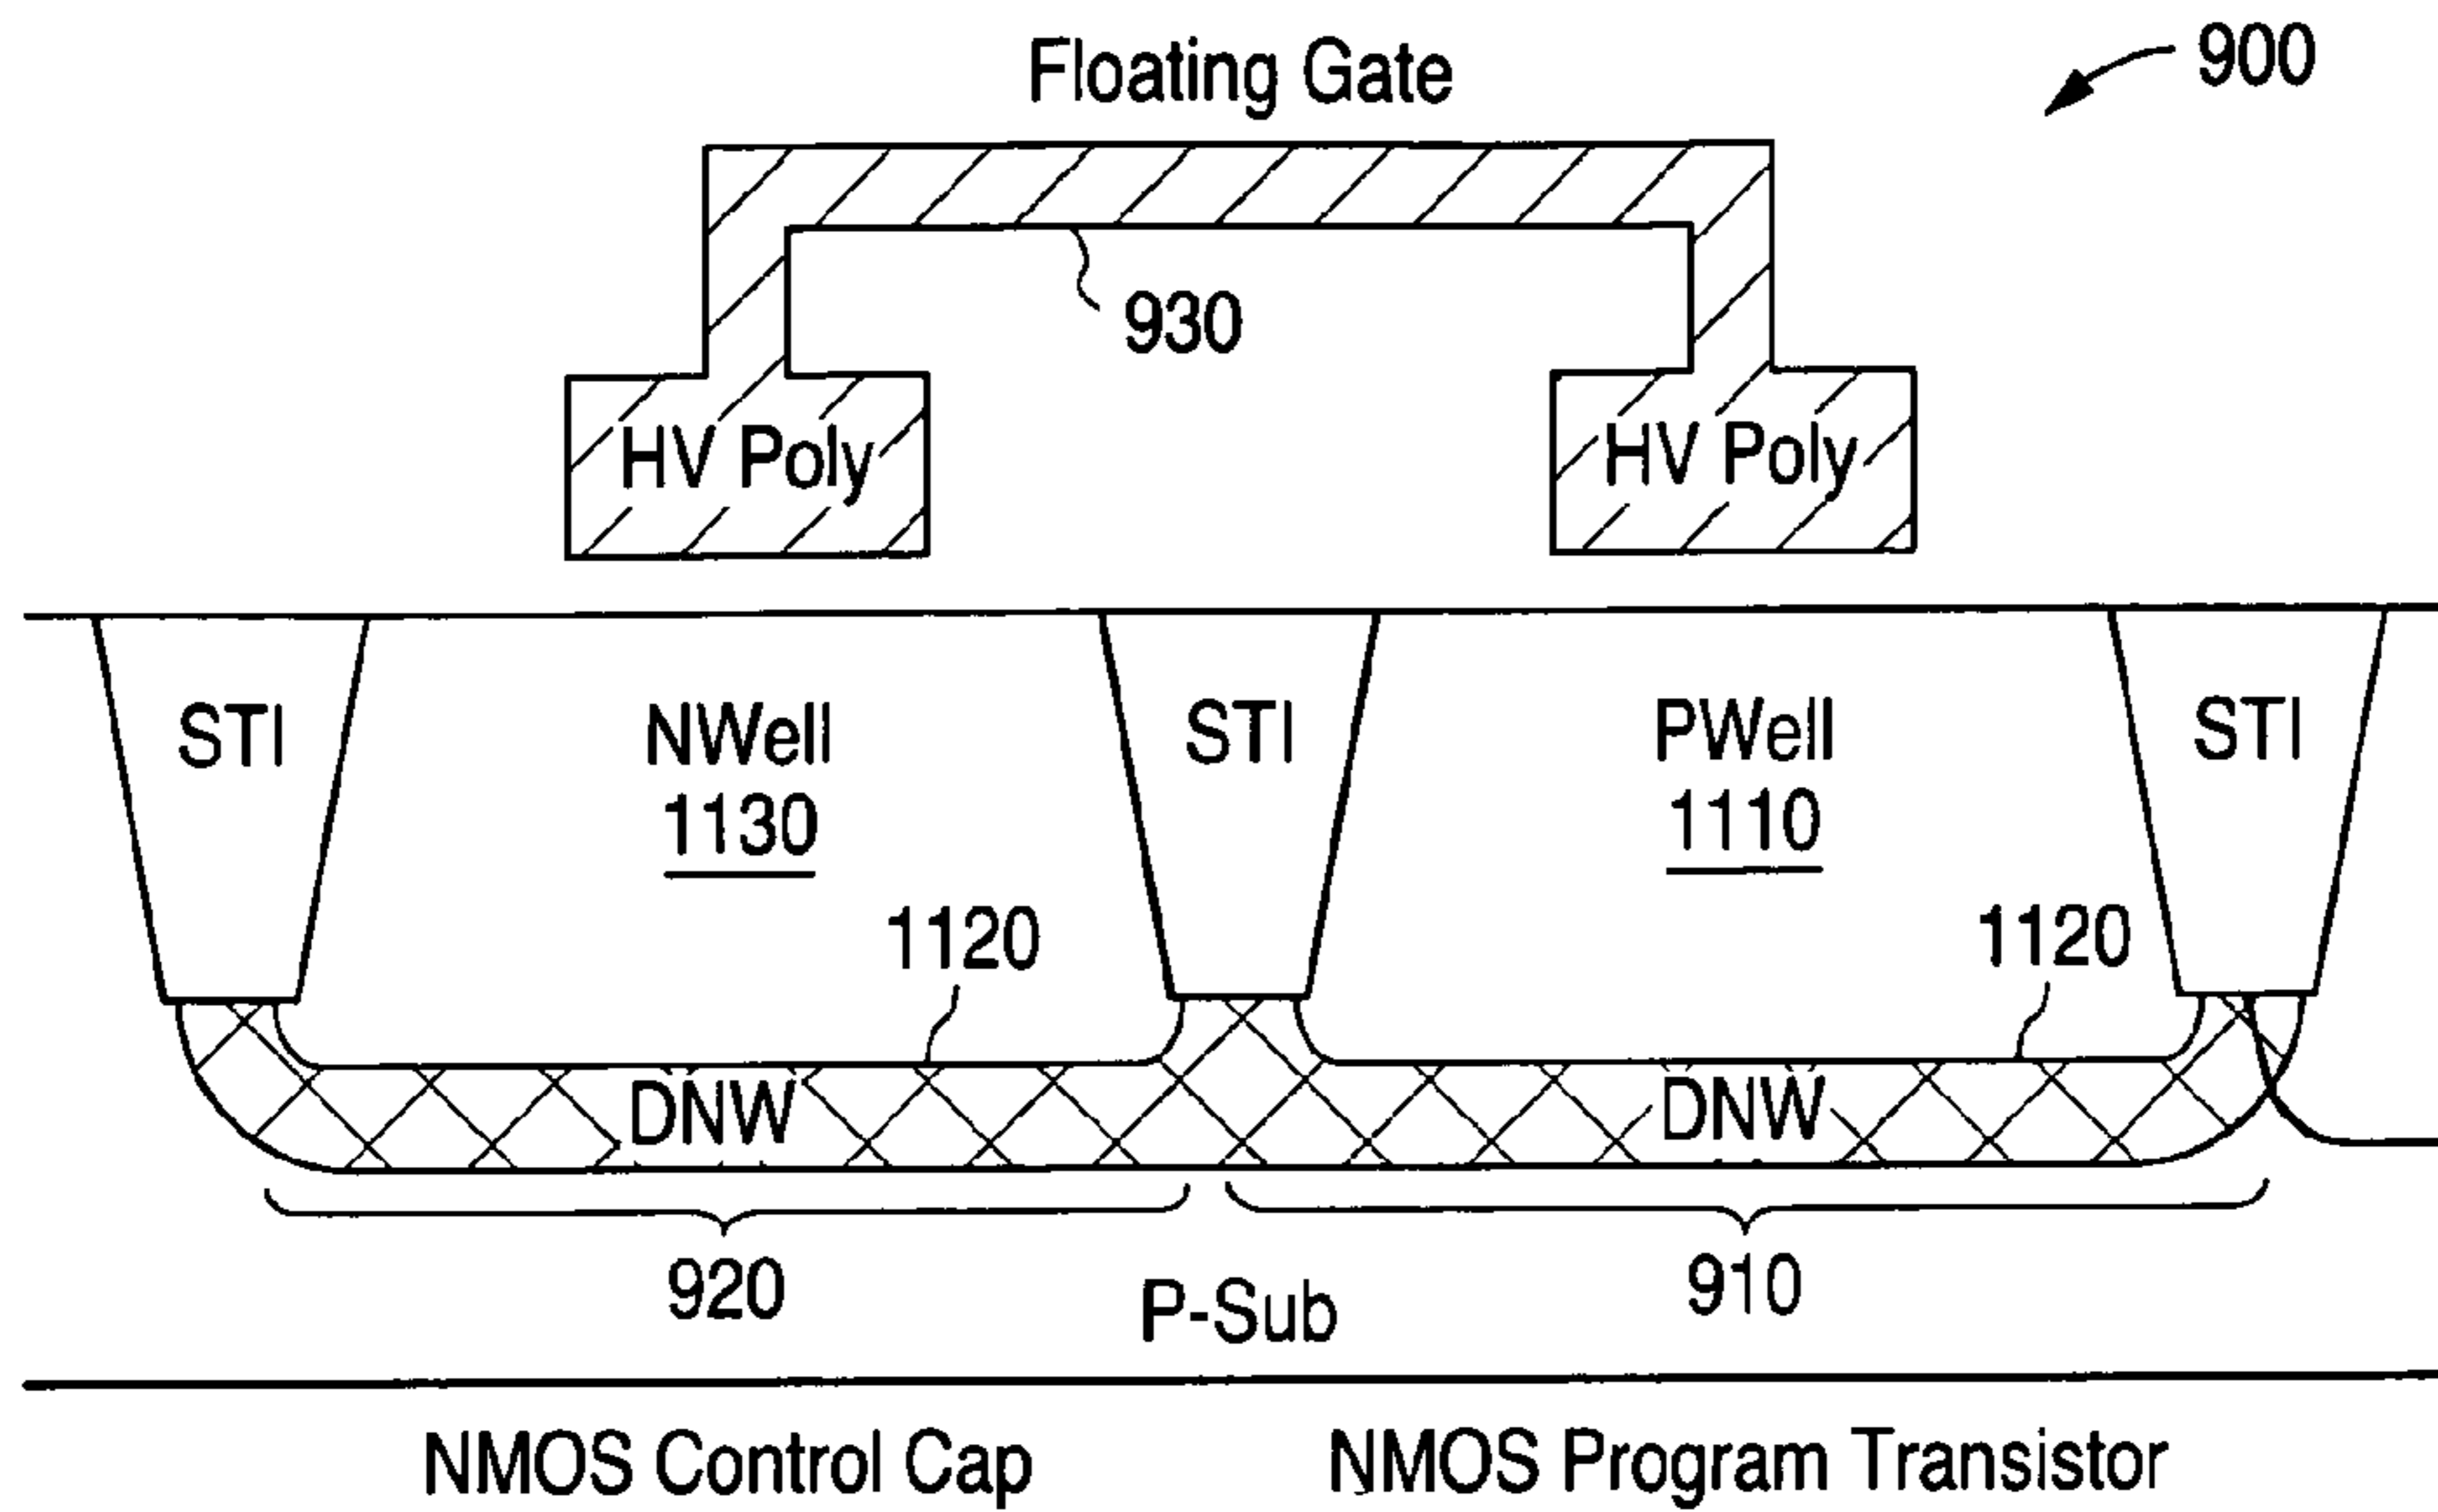 Floating Gate
900
930
HV Poly
HV Poly
STI
NWell
1130
STI
PWell
1110
STI
1120
1120
DNW
DNW
920
910
P-Sub
NMOS Control Cap
NMOS Program Transistor